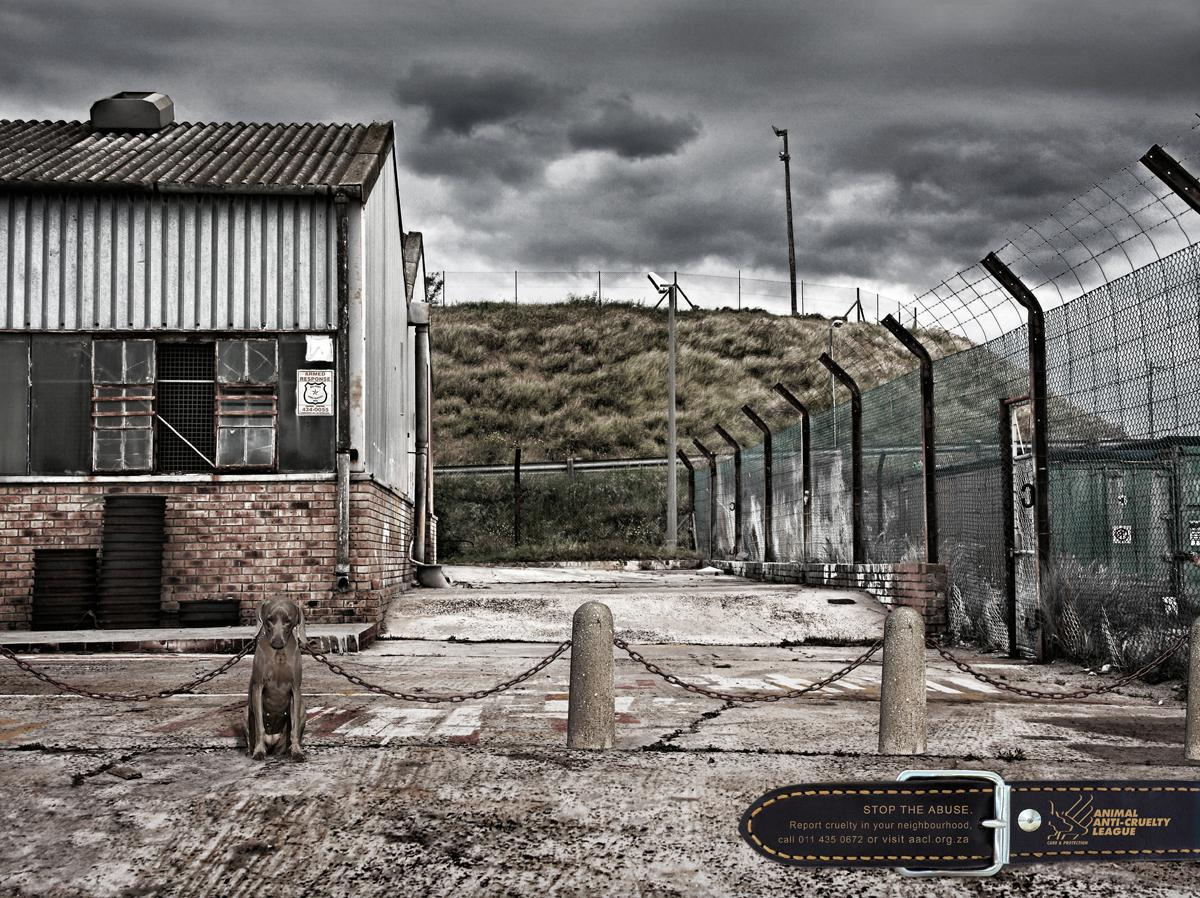 ARMED
RESPONSE
424-0055
STOP THE ABUSE.
Report cruelty in your neighbourhood,
call 011 435 0672 or visit aacl.org.za
ANIMAL
ANTI-CRUELTY
LEAGUE
CARE & PROTECTION